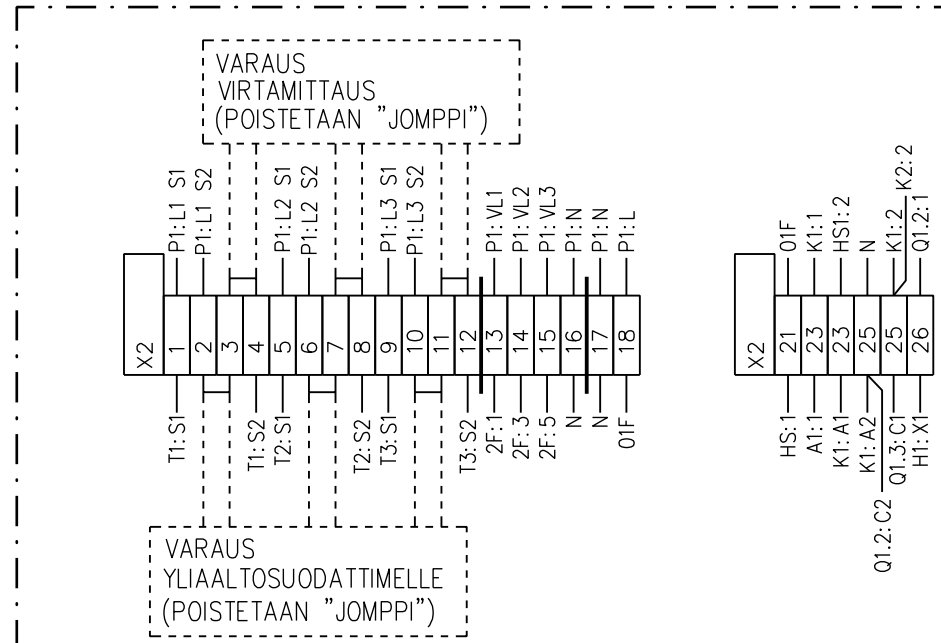 VARAUS
VIRTAMITTAUS
(POISTETAAN "JOMPPI")
P1:L1 S1
P1:L1 S2
P1:L2 S1
P1:L2 S2
P1:L3 S1
P1:L3 S2
P1:VL1
P1:VL2
P1:VL3
P1:N
P1:N
P1:L
X2 1 2 3 4 5 6 7 8 9 10 11 12 13 14 15 16 17 18
T1:S1
T1:S2
T2:S1
T2:S2
T3:S1
T3:S2
2F:1
2F:3
2F:5
N
N
01F
VARAUS
YLIAALTOSUODATTIMELLE
(POISTETAAN "JOMPPI")
01F
K1:1
HS1:2
N
K1:2
K2:2
Q1.2:1
X2 21 23 23 25 25 26
HS:1
A1:1
K1:A1
K1:A2
Q1.2:C2
Q1.3:C1
H1:X1